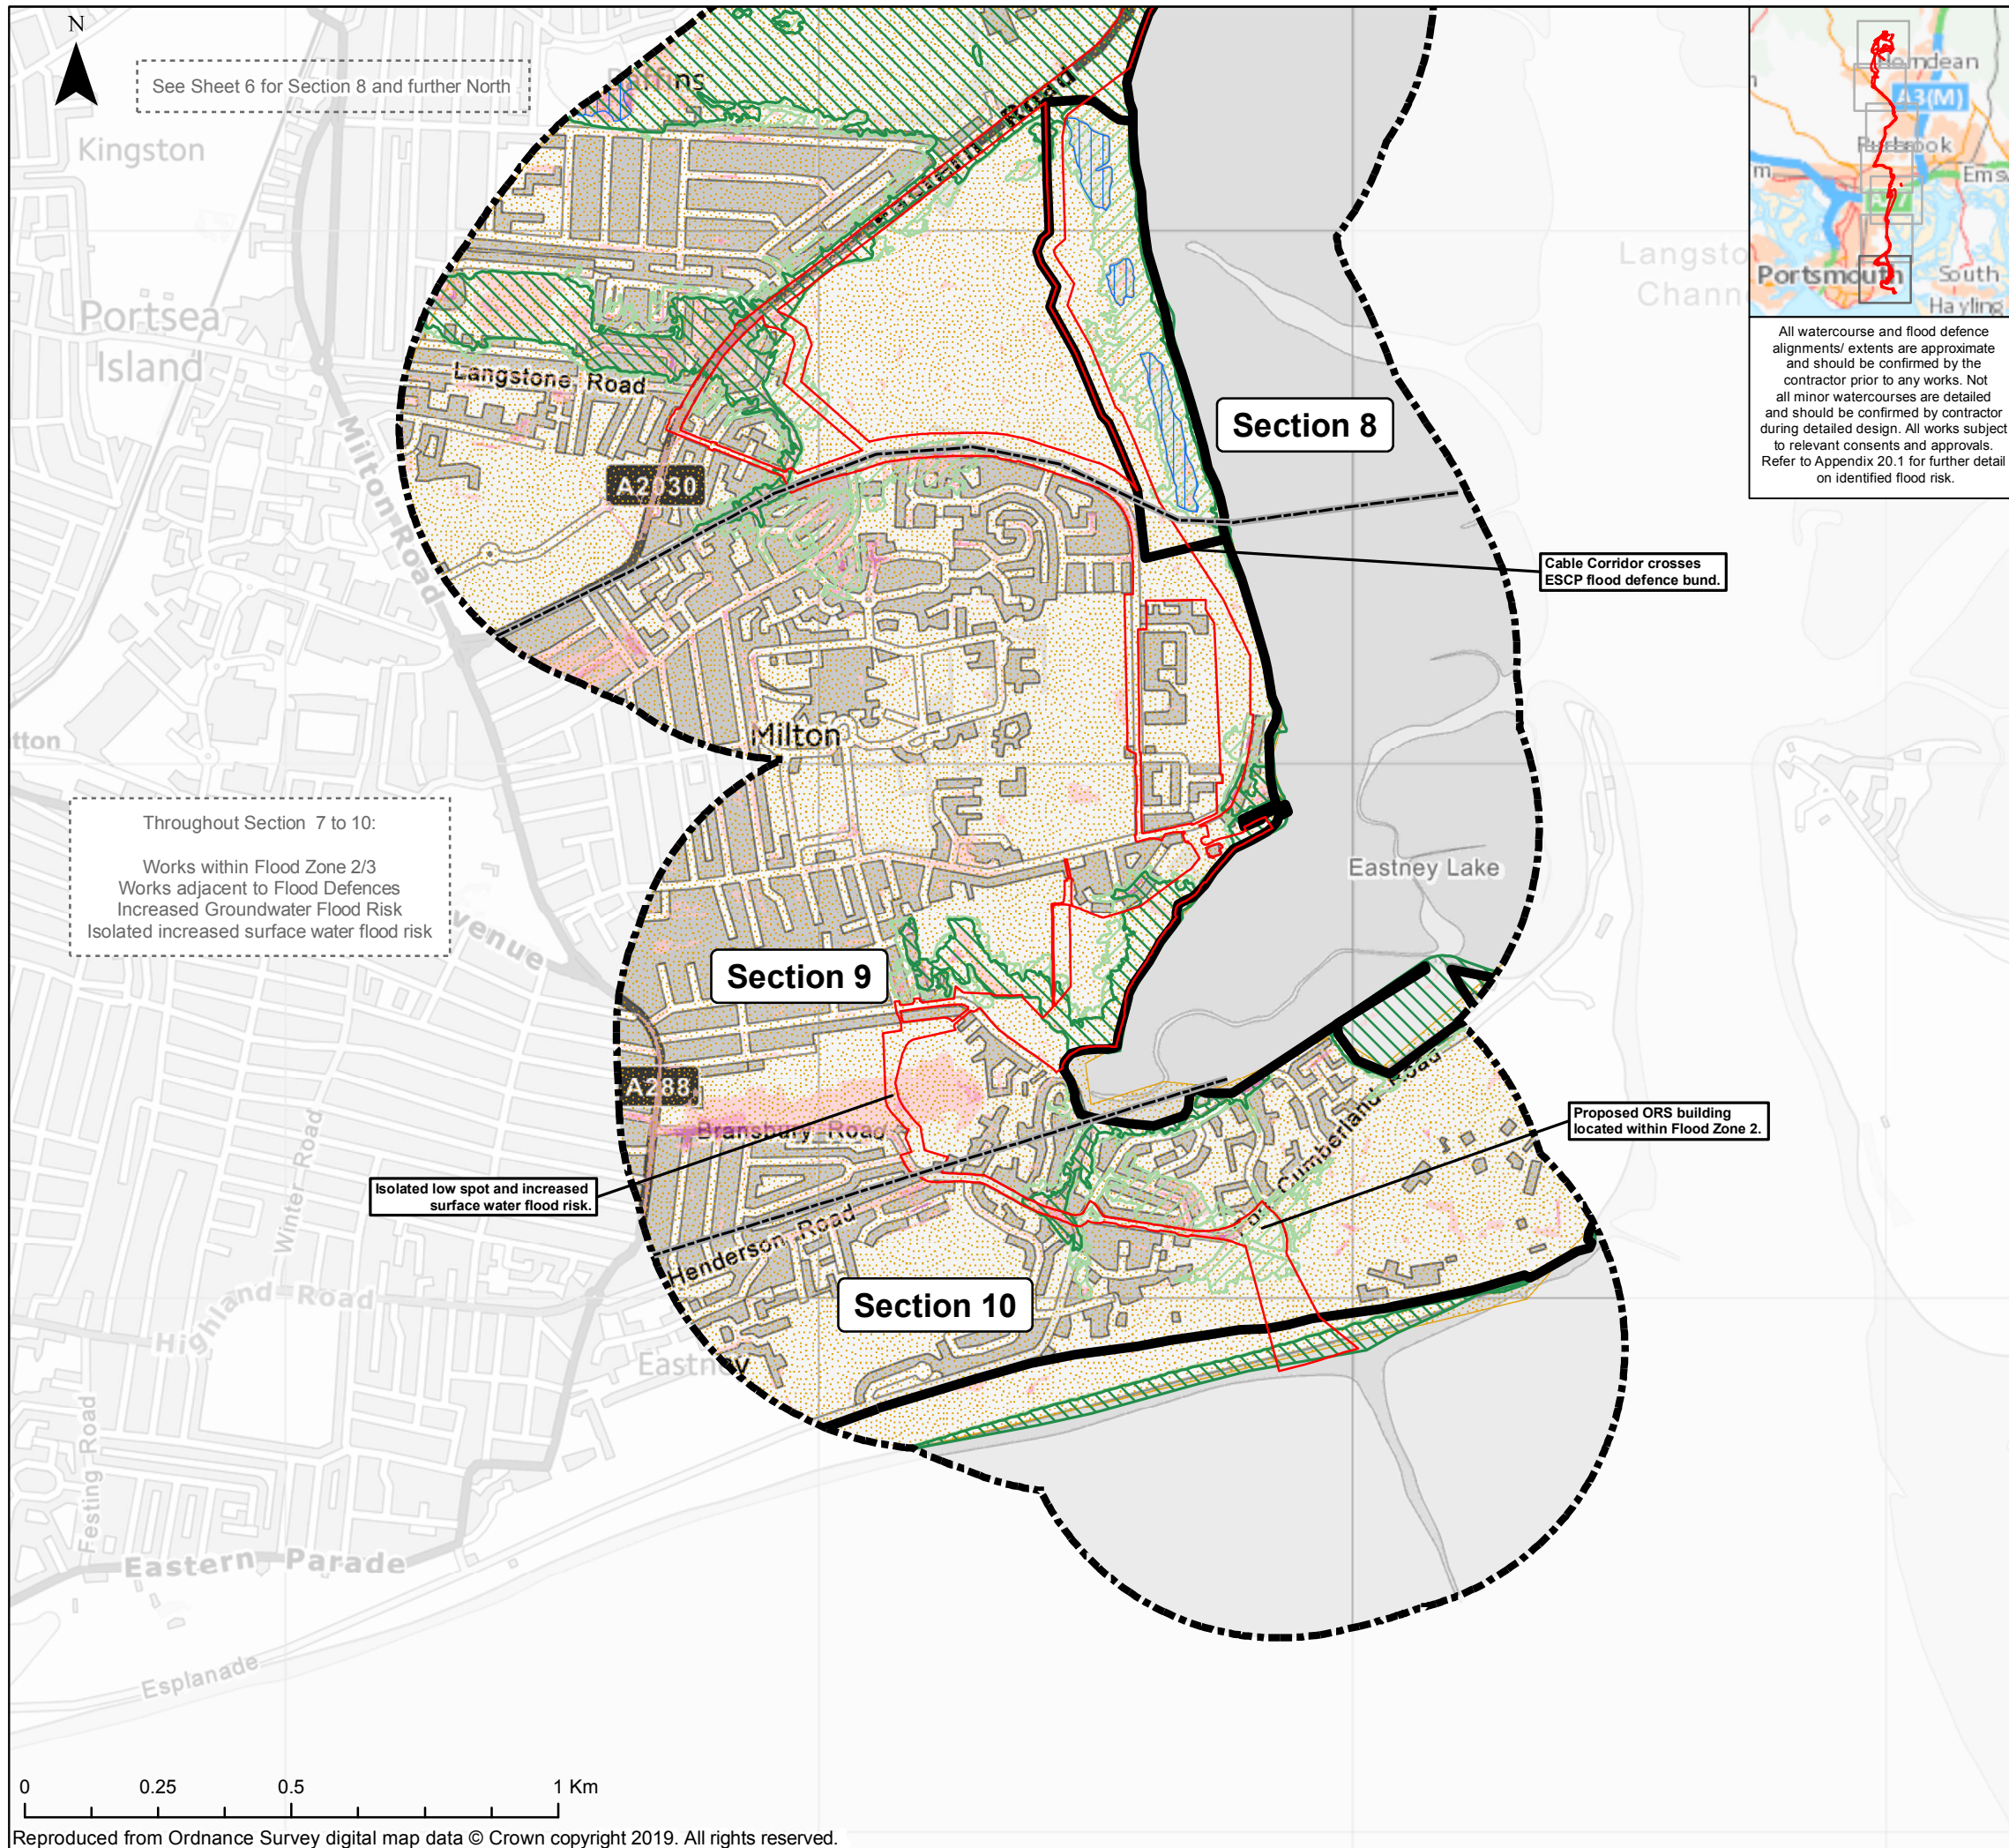 N
See Sheet 6 for Section 8 and further North
Kingston
Portsea
Island
Langstone Road
Milton Road
A2030
Section 8
Horndean
A3(M)
Purbrook
Ems
Portsmouth
South
Hayling
All watercourse and flood defence
alignments/ extents are approximate
and should be confirmed by the
contractor prior to any works. Not
all minor watercourses are detailed
and should be confirmed by contractor
during detailed design. All works subject
to relevant consents and approvals.
Refer to Appendix 20.1 for further detail
on identified flood risk.
Cable Corridor crosses
ESCP flood defence bund.
Milton
tton
Throughout Section 7 to 10:
Works within Flood Zone 2/3
Works adjacent to Flood Defences
Increased Groundwater Flood Risk
Isolated increased surface water flood risk
venue
Eastney Lake
Section 9
A288
Bransbury Road
Cumberland Road
Proposed ORS building
located within Flood Zone 2.
Isolated low spot and increased
surface water flood risk.
Winter Road
Henderson Road
Highland Road
Section 10
Eastney
Festing Road
Eastern Parade
Esplanade
0 0.25 0.5 1 Km
Reproduced from Ordnance Survey digital map data © Crown copyright 2019. All rights reserved.